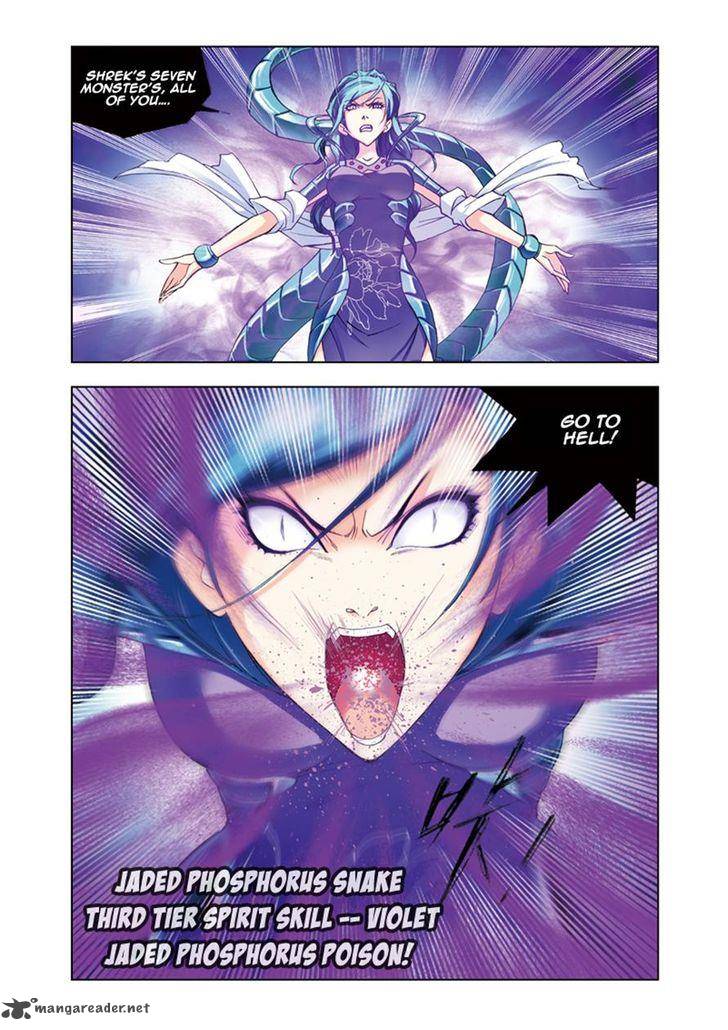 SHREK'S SEVEN
MONSTER'S, ALL
OF YOU....
GO TO
HELL!
JADED PHOSPHORUS SNAKE
THIRD TIER SPIRIT SKILL -- VIOLET
JADED PHOSPHORUS POISON!
mangareader.net